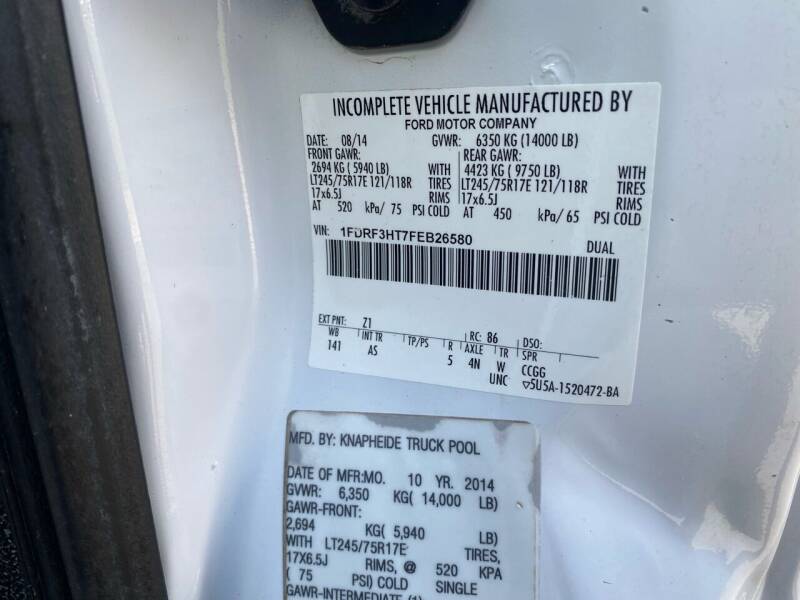 INCOMPLETE VEHICLE MANUFACTURED BY
FORD MOTOR COMPANY
DATE: 08/14 GVWR: 6350 KG (14000 LB)
FRONT GAWR: REAR GAWR:
2694 KG ( 5940 LB) WITH 4423 KG ( 9750 LB) WITH
LT245/75R17E 121/118R TIRES LT245/75R17E 121/118R TIRES
17x6.5J RIMS 17x6.5J RIMS
AT 520 kPa/ 75 PSI COLD AT 450 kPa/ 65 PSI COLD
VIN: 1FDRF3HT7FEB26580 DUAL
EXT PNT: Z1 RC: 86 DSO:
WB INT TR TP/PS R AXLE TR SPR
141 AS 5 4N W CCGG
UNC ▽5U5A-1520472-BA
MFD. BY: KNAPHEIDE TRUCK POOL
DATE OF MFR:MO. 10 YR. 2014
GVWR: 6,350 KG( 14,000 LB)
GAWR-FRONT:
2,694 KG( 5,940 LB)
WITH LT245/75R17E TIRES,
17X6.5J RIMS, @ 520 KPA
( 75 PSI) COLD SINGLE
GAWR-INTERMEDIATE (1)